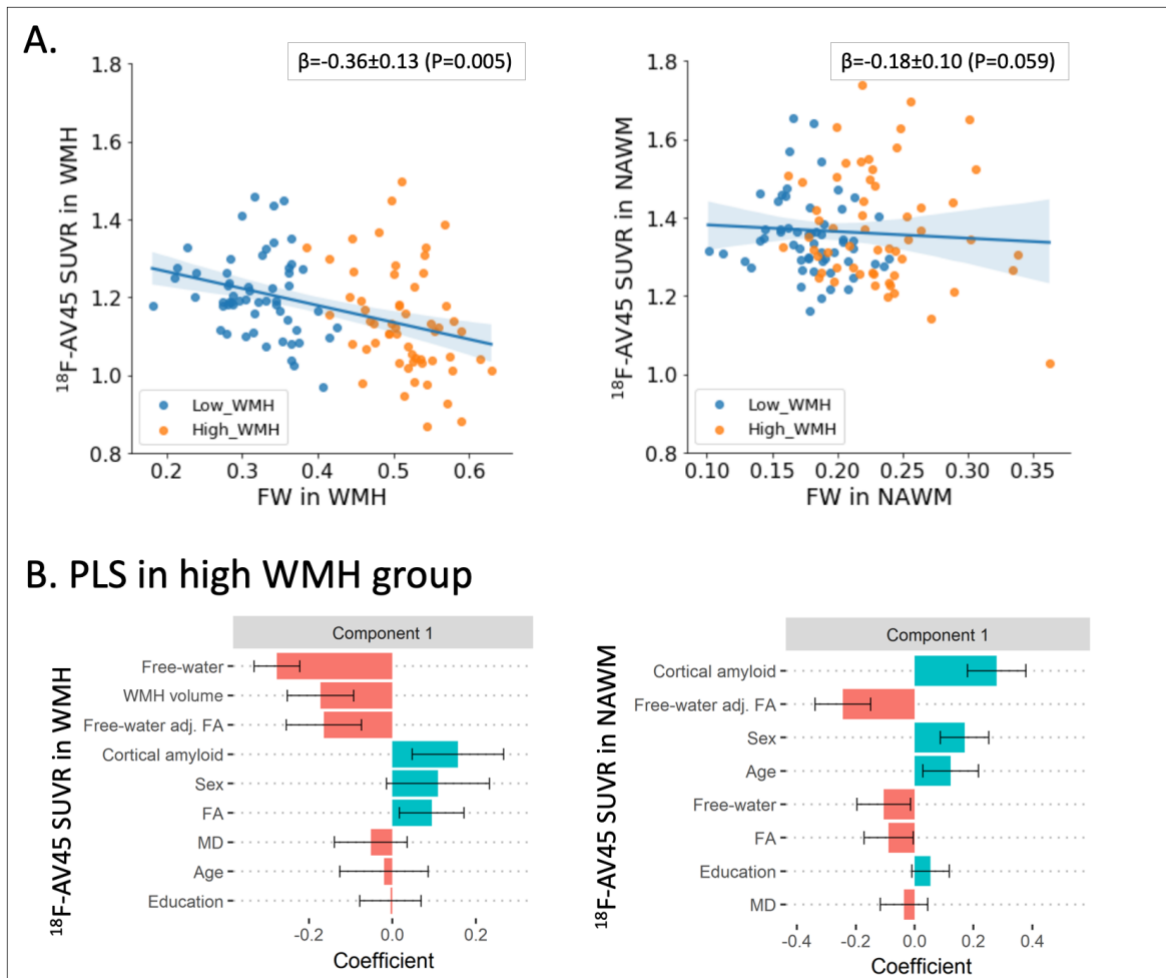 A.
β=-0.36±0.13 (P=0.005)
¹⁸F-AV45 SUVR in WMH
1.8
1.6
1.4
1.2
1.0
0.8
Low_WMH
High_WMH
0.2 0.3 0.4 0.5 0.6
FW in WMH
β=-0.18±0.10 (P=0.059)
¹⁸F-AV45 SUVR in NAWM
1.8
1.6
1.4
1.2
1.0
0.8
Low_WMH
High_WMH
0.10 0.15 0.20 0.25 0.30 0.35
FW in NAWM
B. PLS in high WMH group
¹⁸F-AV45 SUVR in WMH
Component 1
Free-water
WMH volume
Free-water adj. FA
Cortical amyloid
Sex
FA
MD
Age
Education
-0.2 0.0 0.2
Coefficient
¹⁸F-AV45 SUVR in NAWM
Component 1
Cortical amyloid
Free-water adj. FA
Sex
Age
Free-water
FA
Education
MD
-0.4 -0.2 0.0 0.2 0.4
Coefficient